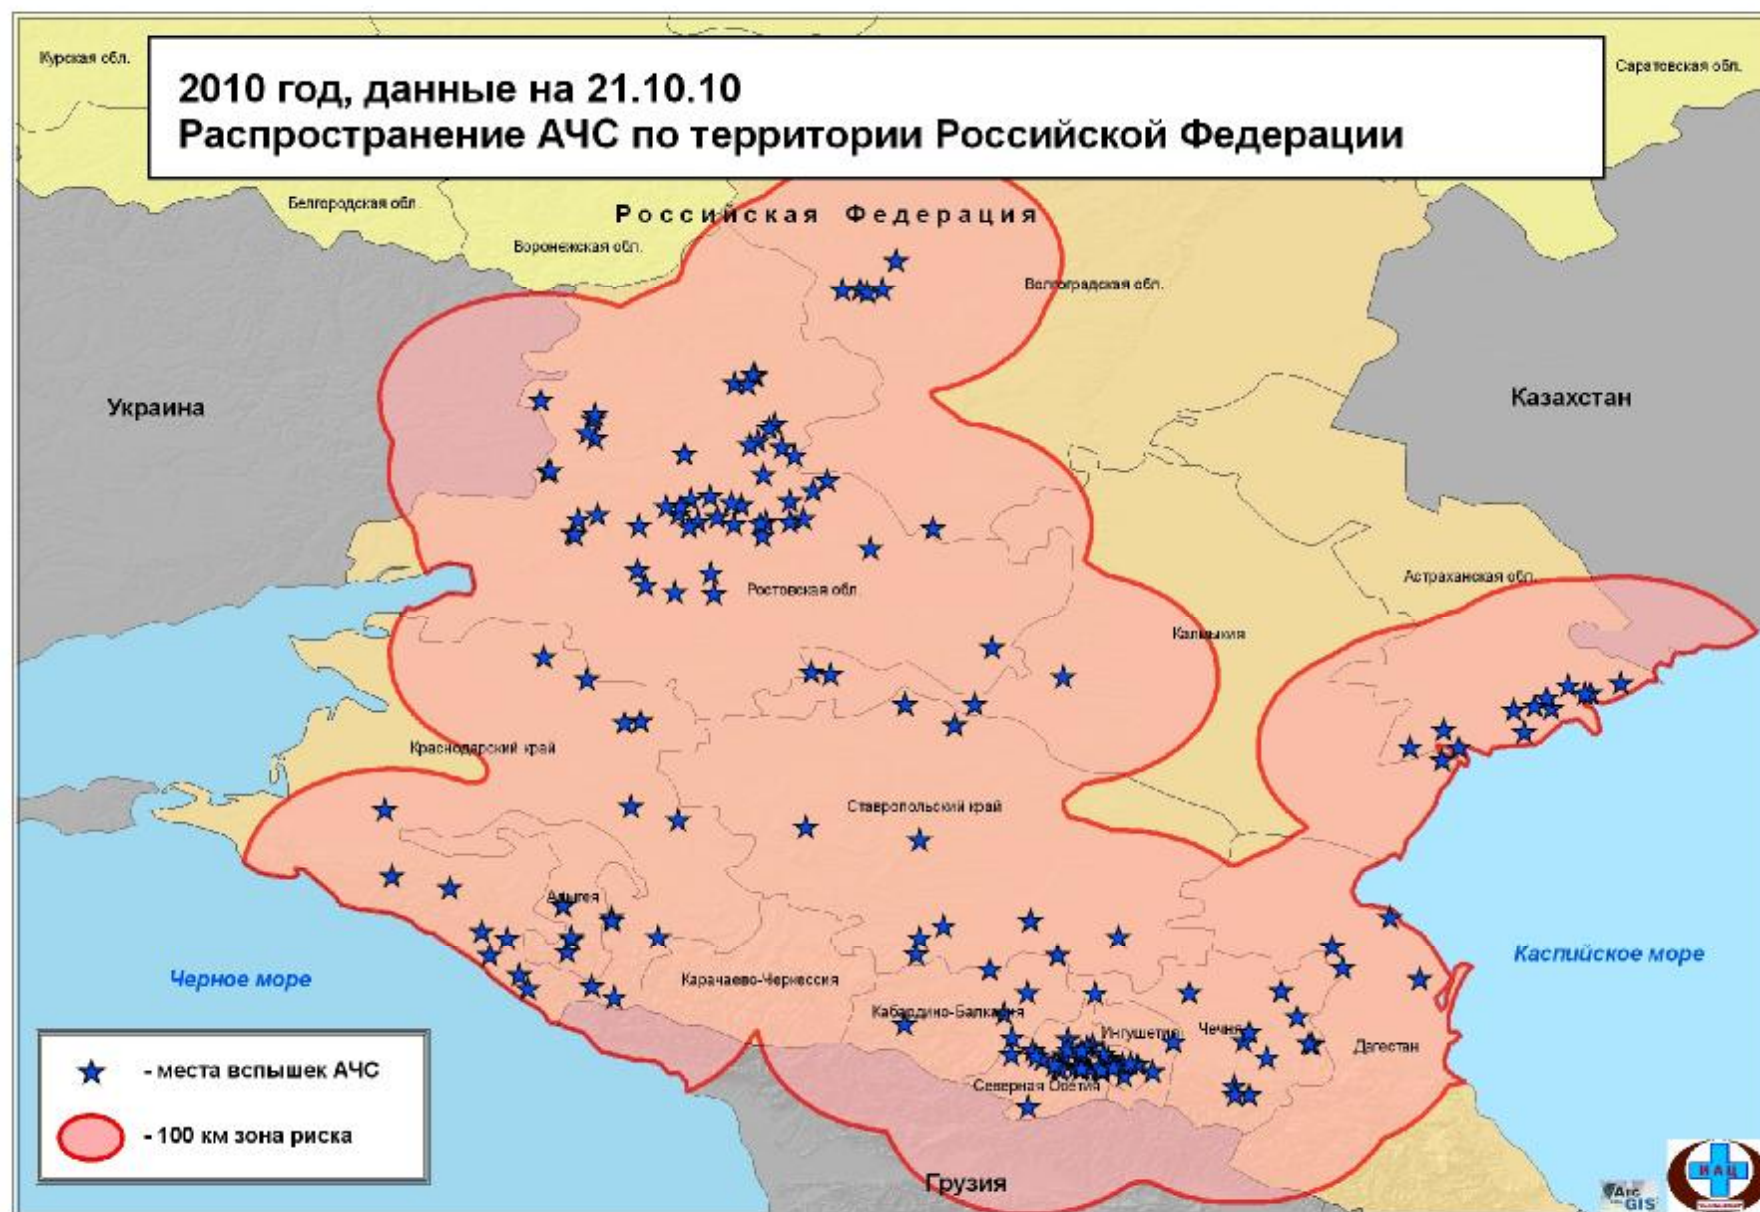 Курская обл.
2010 год, данные на 21.10.10
Распространение АЧС по территории Российской Федерации
Саратовская обл.
Белгородская обл.
Российская Федерация
Воронежская обл.
Волгоградская обл.
Украина
Казахстан
Ростовская обл.
Астраханская обл.
Калмыкия
Краснодарский край
Ставропольский край
Адыгея
Черное море
Карачаево-Черкессия
Каспийское море
Кабардино-Балкария
Ингушетия
Чечня
Дагестан
Северная Осетия
- места вспышек АЧС
- 100 км зона риска
Грузия
ИАЦ
Arc
GIS